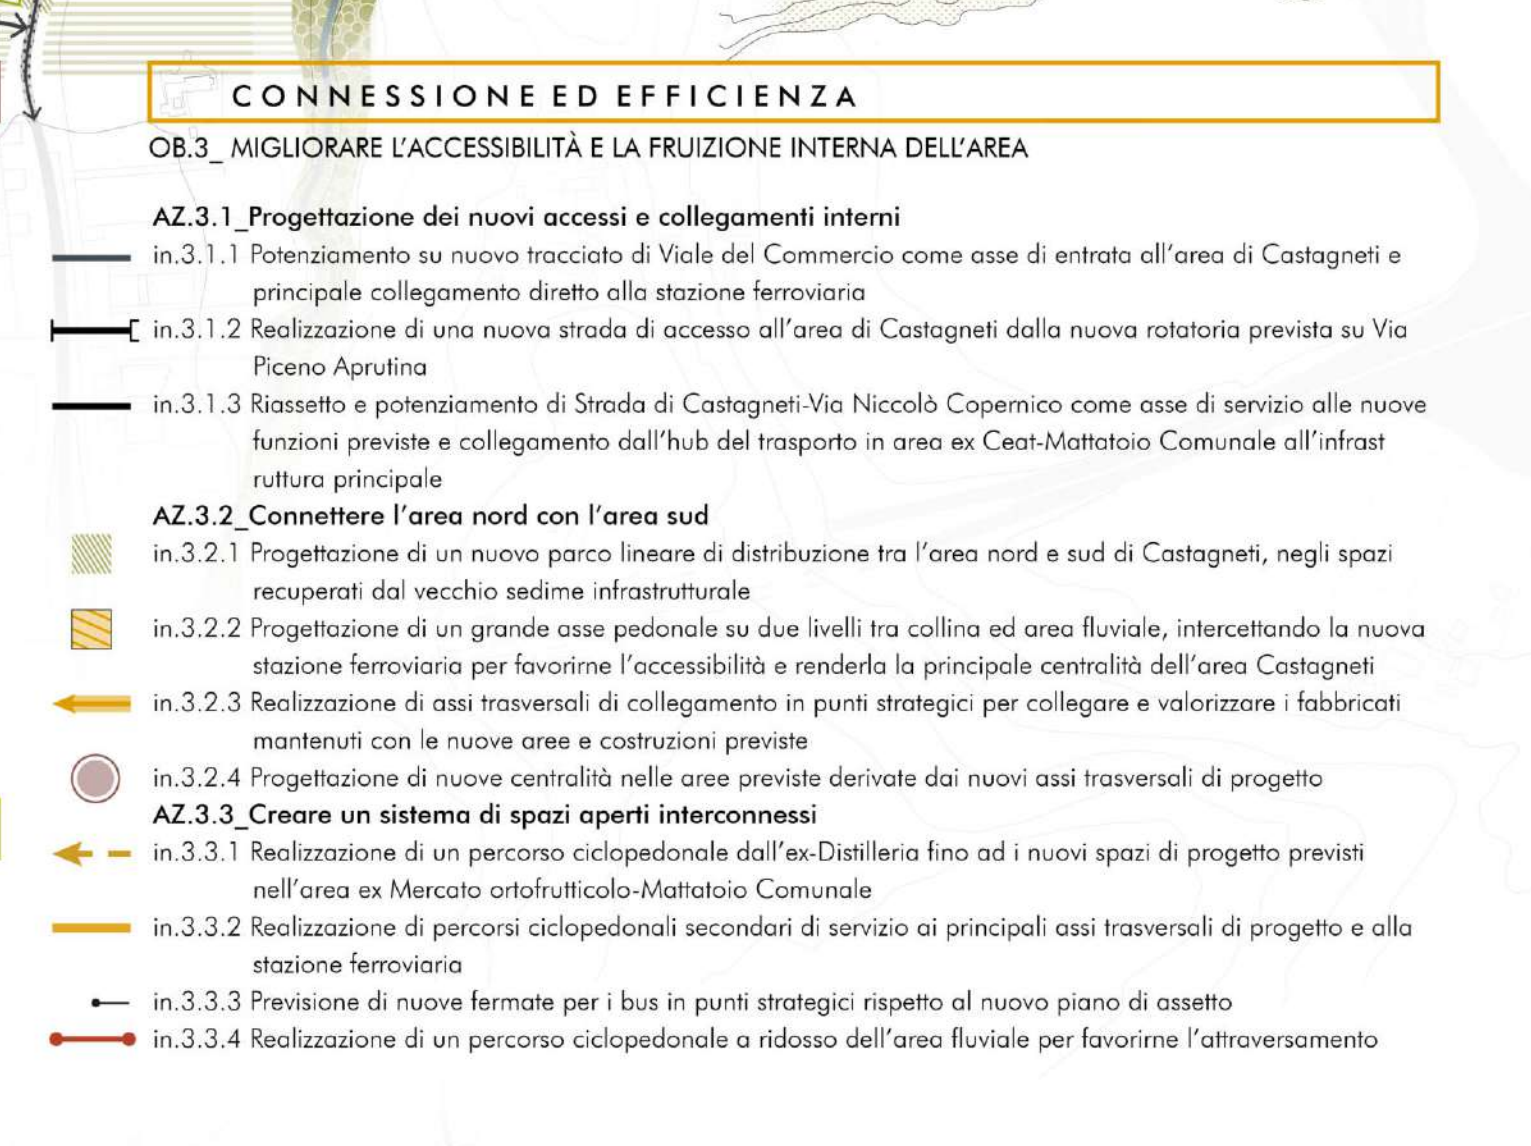 CONNESSIONE ED EFFICIENZA
OB.3_ MIGLIORARE L'ACCESSIBILITÀ E LA FRUIZIONE INTERNA DELL'AREA
AZ.3.1_Progettazione dei nuovi accessi e collegamenti interni
in.3.1.1 Potenziamento su nuovo tracciato di Viale del Commercio come asse di entrata all'area di Castagneti e
principale collegamento diretto alla stazione ferroviaria
in.3.1.2 Realizzazione di una nuova strada di accesso all'area di Castagneti dalla nuova rotatoria prevista su Via
Piceno Aprutina
in.3.1.3 Riassetto e potenziamento di Strada di Castagneti-Via Niccolò Copernico come asse di servizio alle nuove
funzioni previste e collegamento dall'hub del trasporto in area ex Ceat-Mattatoio Comunale all'infrast
ruttura principale
AZ.3.2_Connettere l'area nord con l'area sud
in.3.2.1 Progettazione di un nuovo parco lineare di distribuzione tra l'area nord e sud di Castagneti, negli spazi
recuperati dal vecchio sedime infrastrutturale
in.3.2.2 Progettazione di un grande asse pedonale su due livelli tra collina ed area fluviale, intercettando la nuova
stazione ferroviaria per favorirne l'accessibilità e renderla la principale centralità dell'area Castagneti
in.3.2.3 Realizzazione di assi trasversali di collegamento in punti strategici per collegare e valorizzare i fabbricati
mantenuti con le nuove aree e costruzioni previste
in.3.2.4 Progettazione di nuove centralità nelle aree previste derivate dai nuovi assi trasversali di progetto
AZ.3.3_Creare un sistema di spazi aperti interconnessi
in.3.3.1 Realizzazione di un percorso ciclopedonale dall'ex-Distilleria fino ad i nuovi spazi di progetto previsti
nell'area ex Mercato ortofrutticolo-Mattatoio Comunale
in.3.3.2 Realizzazione di percorsi ciclopedonali secondari di servizio ai principali assi trasversali di progetto e alla
stazione ferroviaria
in.3.3.3 Previsione di nuove fermate per i bus in punti strategici rispetto al nuovo piano di assetto
in.3.3.4 Realizzazione di un percorso ciclopedonale a ridosso dell'area fluviale per favorirne l'attraversamento